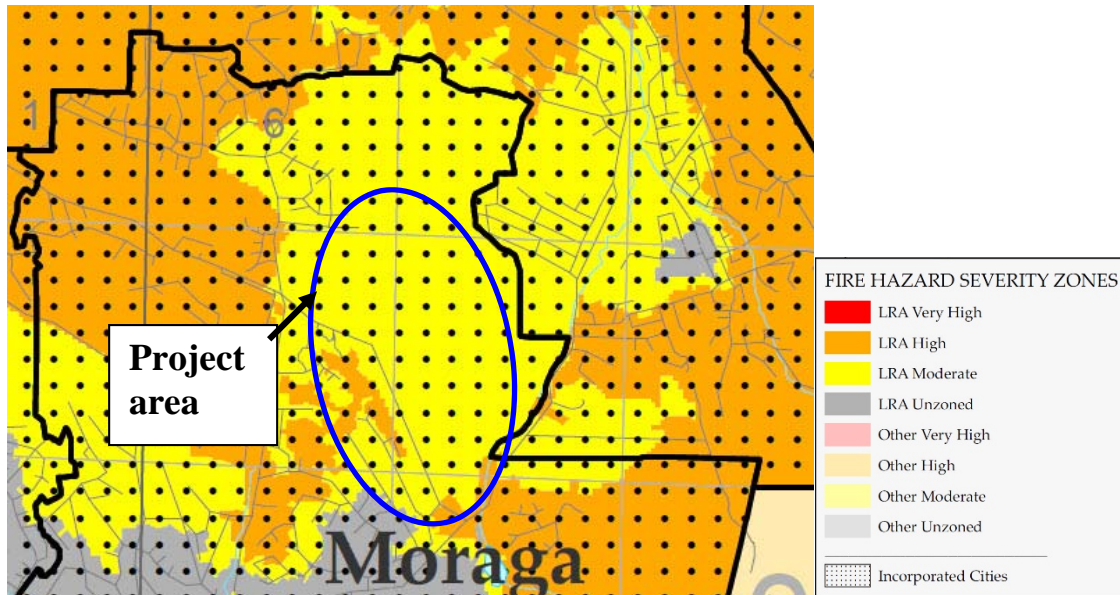 1
6
Project
area
Moraga
FIRE HAZARD SEVERITY ZONES
LRA Very High
LRA High
LRA Moderate
LRA Unzoned
Other Very High
Other High
Other Moderate
Other Unzoned
Incorporated Cities